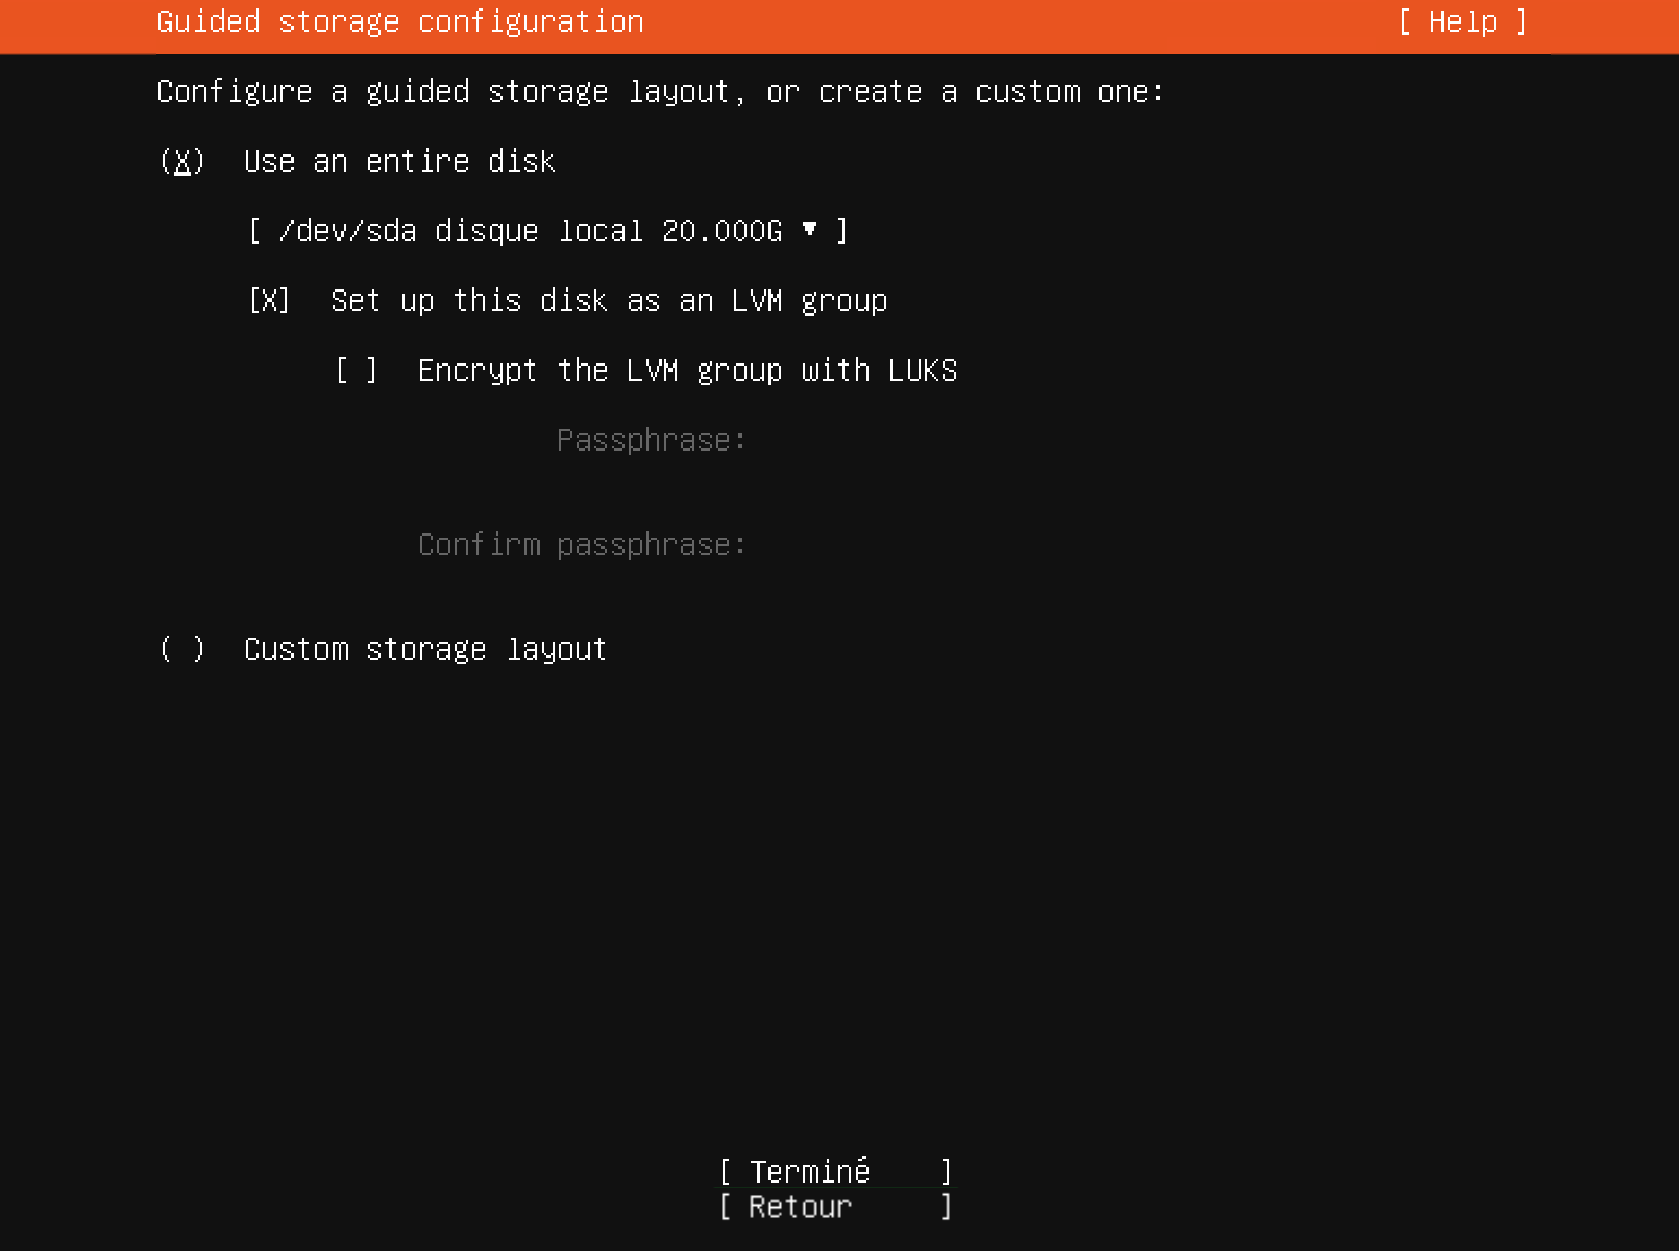 Guided storage configuration [ Help ]
Configure a guided storage layout, or create a custom one:
(X) Use an entire disk
[ /dev/sda disque local 20.000G ▾ ]
[X] Set up this disk as an LVM group
[ ] Encrypt the LVM group with LUKS
Passphrase:
Confirm passphrase:
( ) Custom storage layout
[ Terminé ]
[ Retour ]